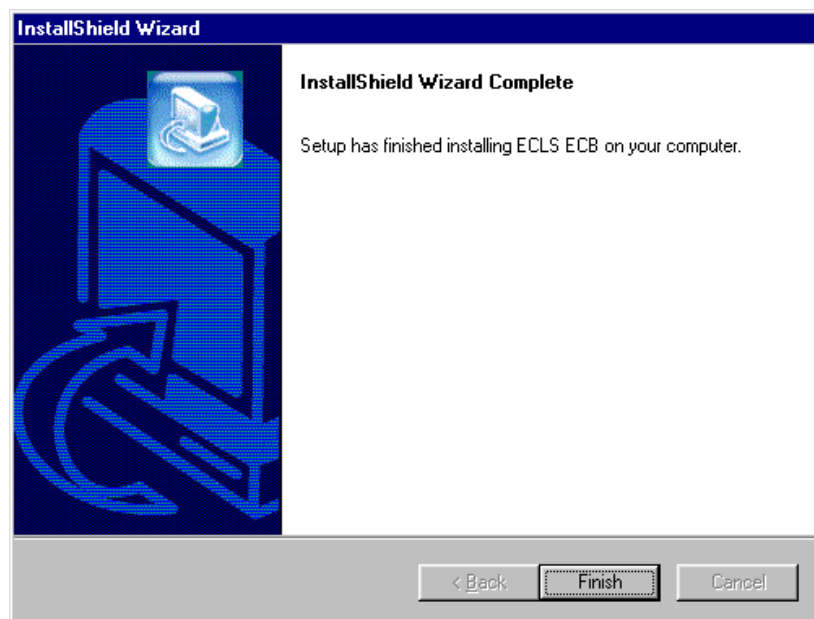 InstallShield Wizard
InstallShield Wizard Complete
Setup has finished installing ECLS ECB on your computer.
< Back
Finish
Cancel